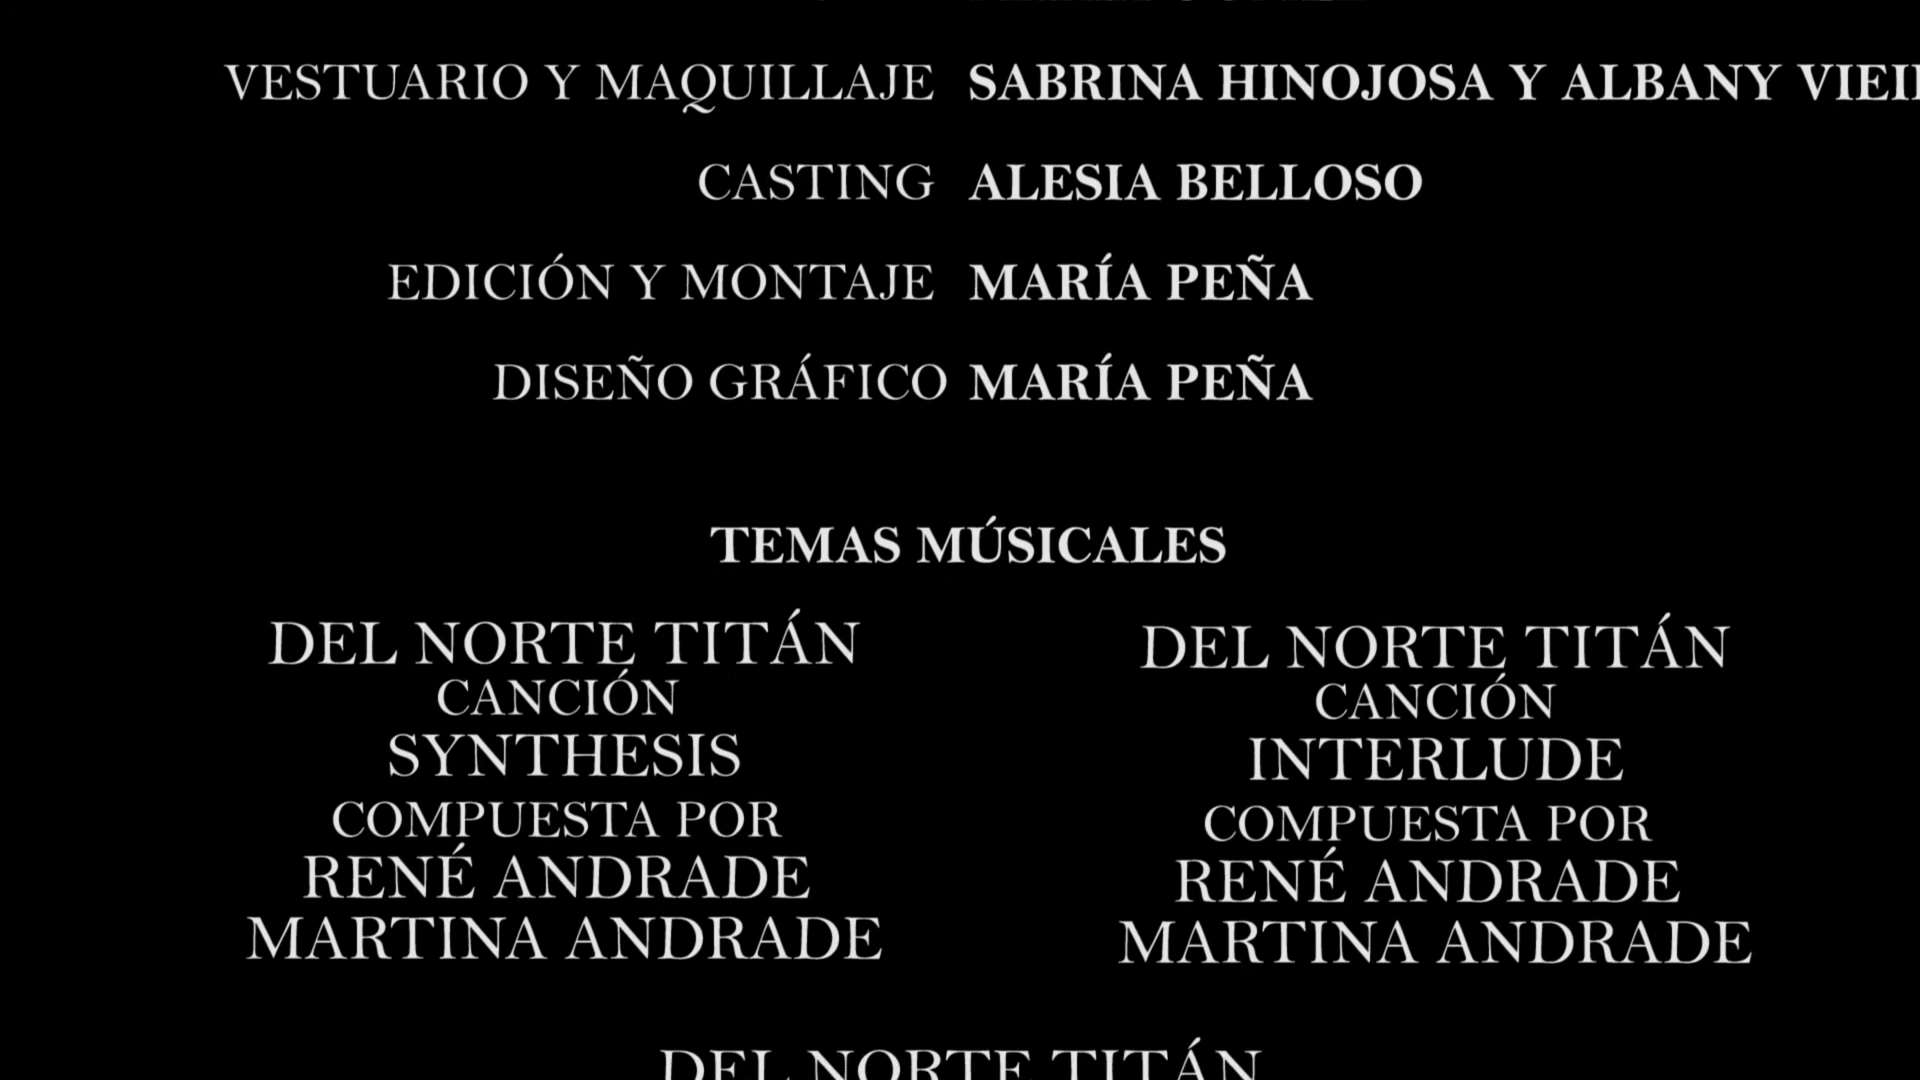 VESTUARIO Y MAQUILLAJE SABRINA HINOJOSA Y ALBANY
CASTING ALESIA BELLOSO
EDICIÓN Y MONTAJE MARÍA PEÑA
DISEÑO GRÁFICO MARÍA PEÑA
TEMAS MÚSICALES
DEL NORTE TITÁN
CANCIÓN
SYNTHESIS
COMPUESTA POR
RENÉ ANDRADE
MARTINA ANDRADE
DEL NORTE TITÁN
CANCIÓN
INTERLUDE
COMPUESTA POR
RENÉ ANDRADE
MARTINA ANDRADE
DEL NORTE TITÁN